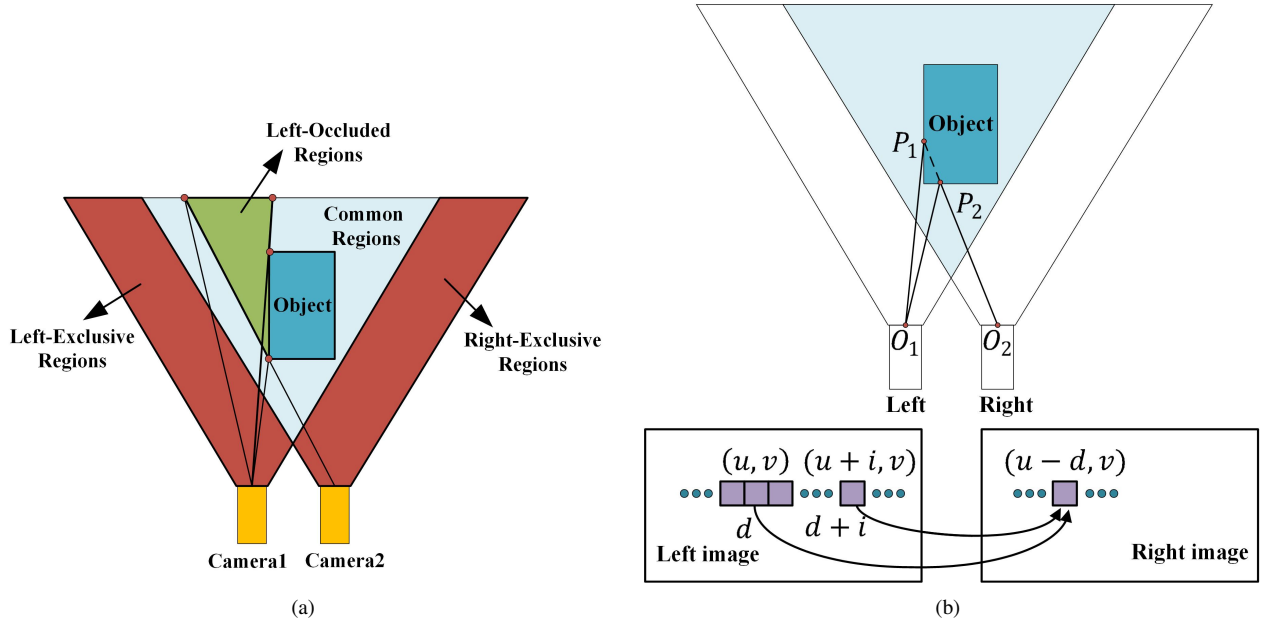 Left-Occluded
Regions
Common
Regions
Object
Left-Exclusive
Regions
Right-Exclusive
Regions
Camera1
Camera2
(a)
Object
P₁
P₂
O₁
O₂
Left
Right
(u, v)
(u + i, v)
(u − d, v)
d
d + i
Left image
Right image
(b)